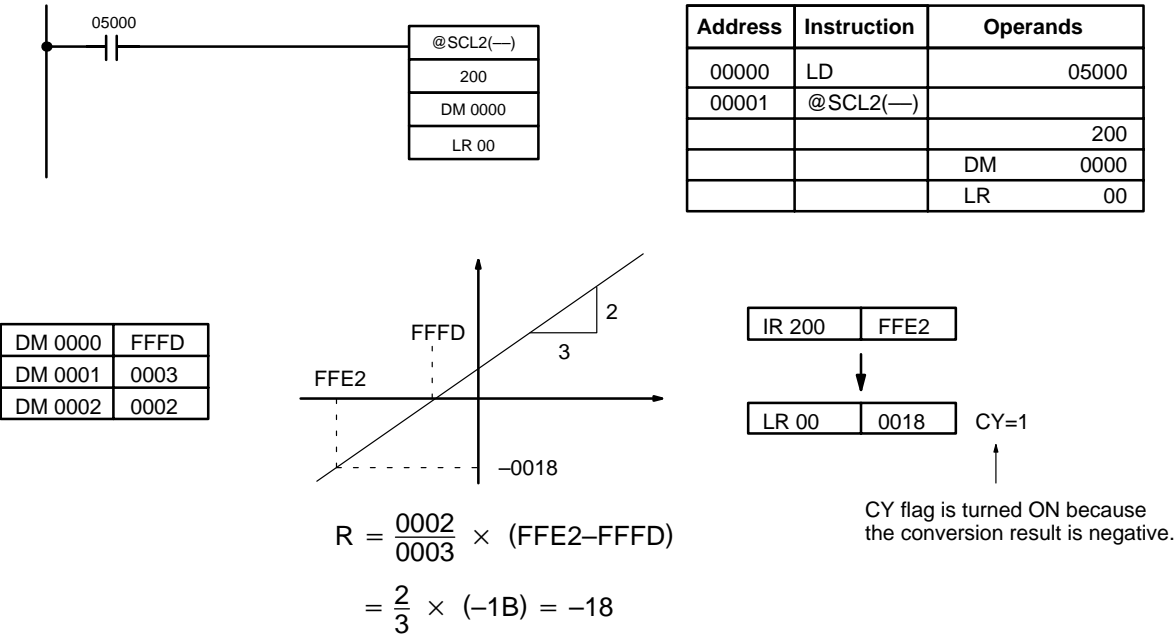 05000
@SCL2(––)
200
DM 0000
LR 00
Address Instruction Operands
00000 LD 05000
00001 @SCL2(––)
200
DM 0000
LR 00
DM 0000 FFFD
DM 0001 0003
DM 0002 0002
FFFD
FFE2
2
3
–0018
R = 0002/0003 × (FFE2–FFFD)
= 2/3 × (–1B) = –18
IR 200 FFE2
LR 00 0018 CY=1
CY flag is turned ON because
the conversion result is negative.